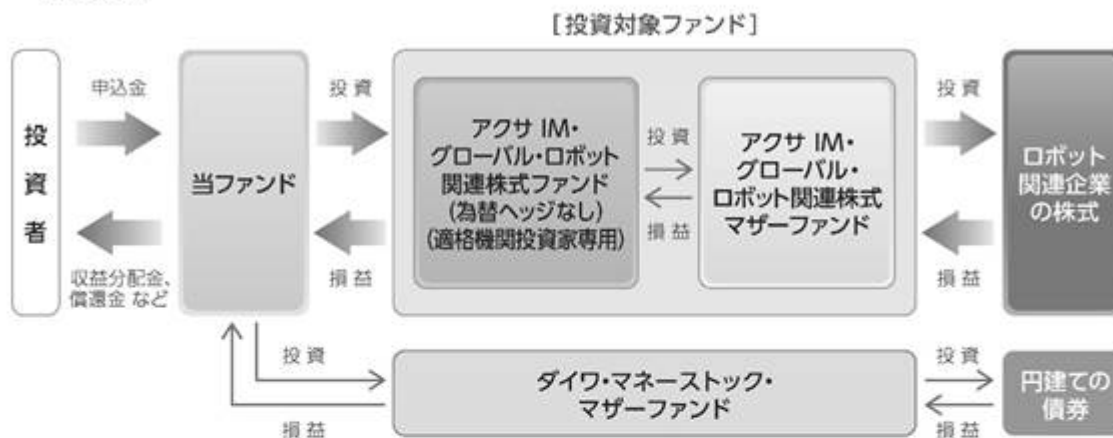 [投資対象ファンド]
投資者
申込金
収益分配金、
償還金 など
当ファンド
投資
損益
アクサ IM・
グローバル・ロボット
関連株式ファンド
(為替ヘッジなし)
(適格機関投資家専用)
投資
損益
アクサ IM・
グローバル・
ロボット関連株式
マザーファンド
投資
損益
ロボット
関連企業
の株式
投資
損益
ダイワ・マネーストック・
マザーファンド
投資
損益
円建ての
債券